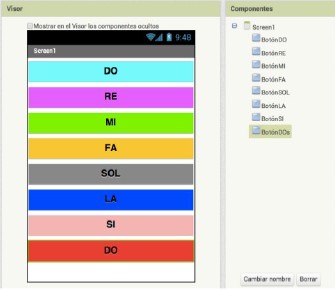 Visor
Componentes
Mostrar en el Visor los componentes ocultos
9:48
Screen1
DO
RE
MI
FA
SOL
LA
SI
DO
Screen1
BotónDO
BotónRE
BotónMI
BotónFA
BotónSOL
BotónLA
BotónSI
BotónDOa
Cambiar nombre
Borrar